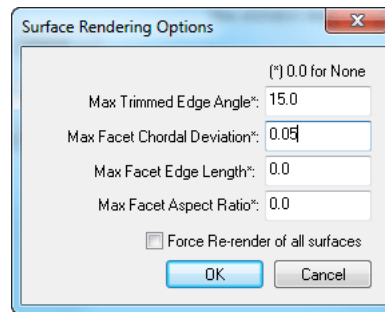 Surface Rendering Options
(*) 0.0 for None
Max Trimmed Edge Angle*: 15.0
Max Facet Chordal Deviation*: 0.05
Max Facet Edge Length*: 0.0
Max Facet Aspect Ratio*: 0.0
Force Re-render of all surfaces
OK Cancel